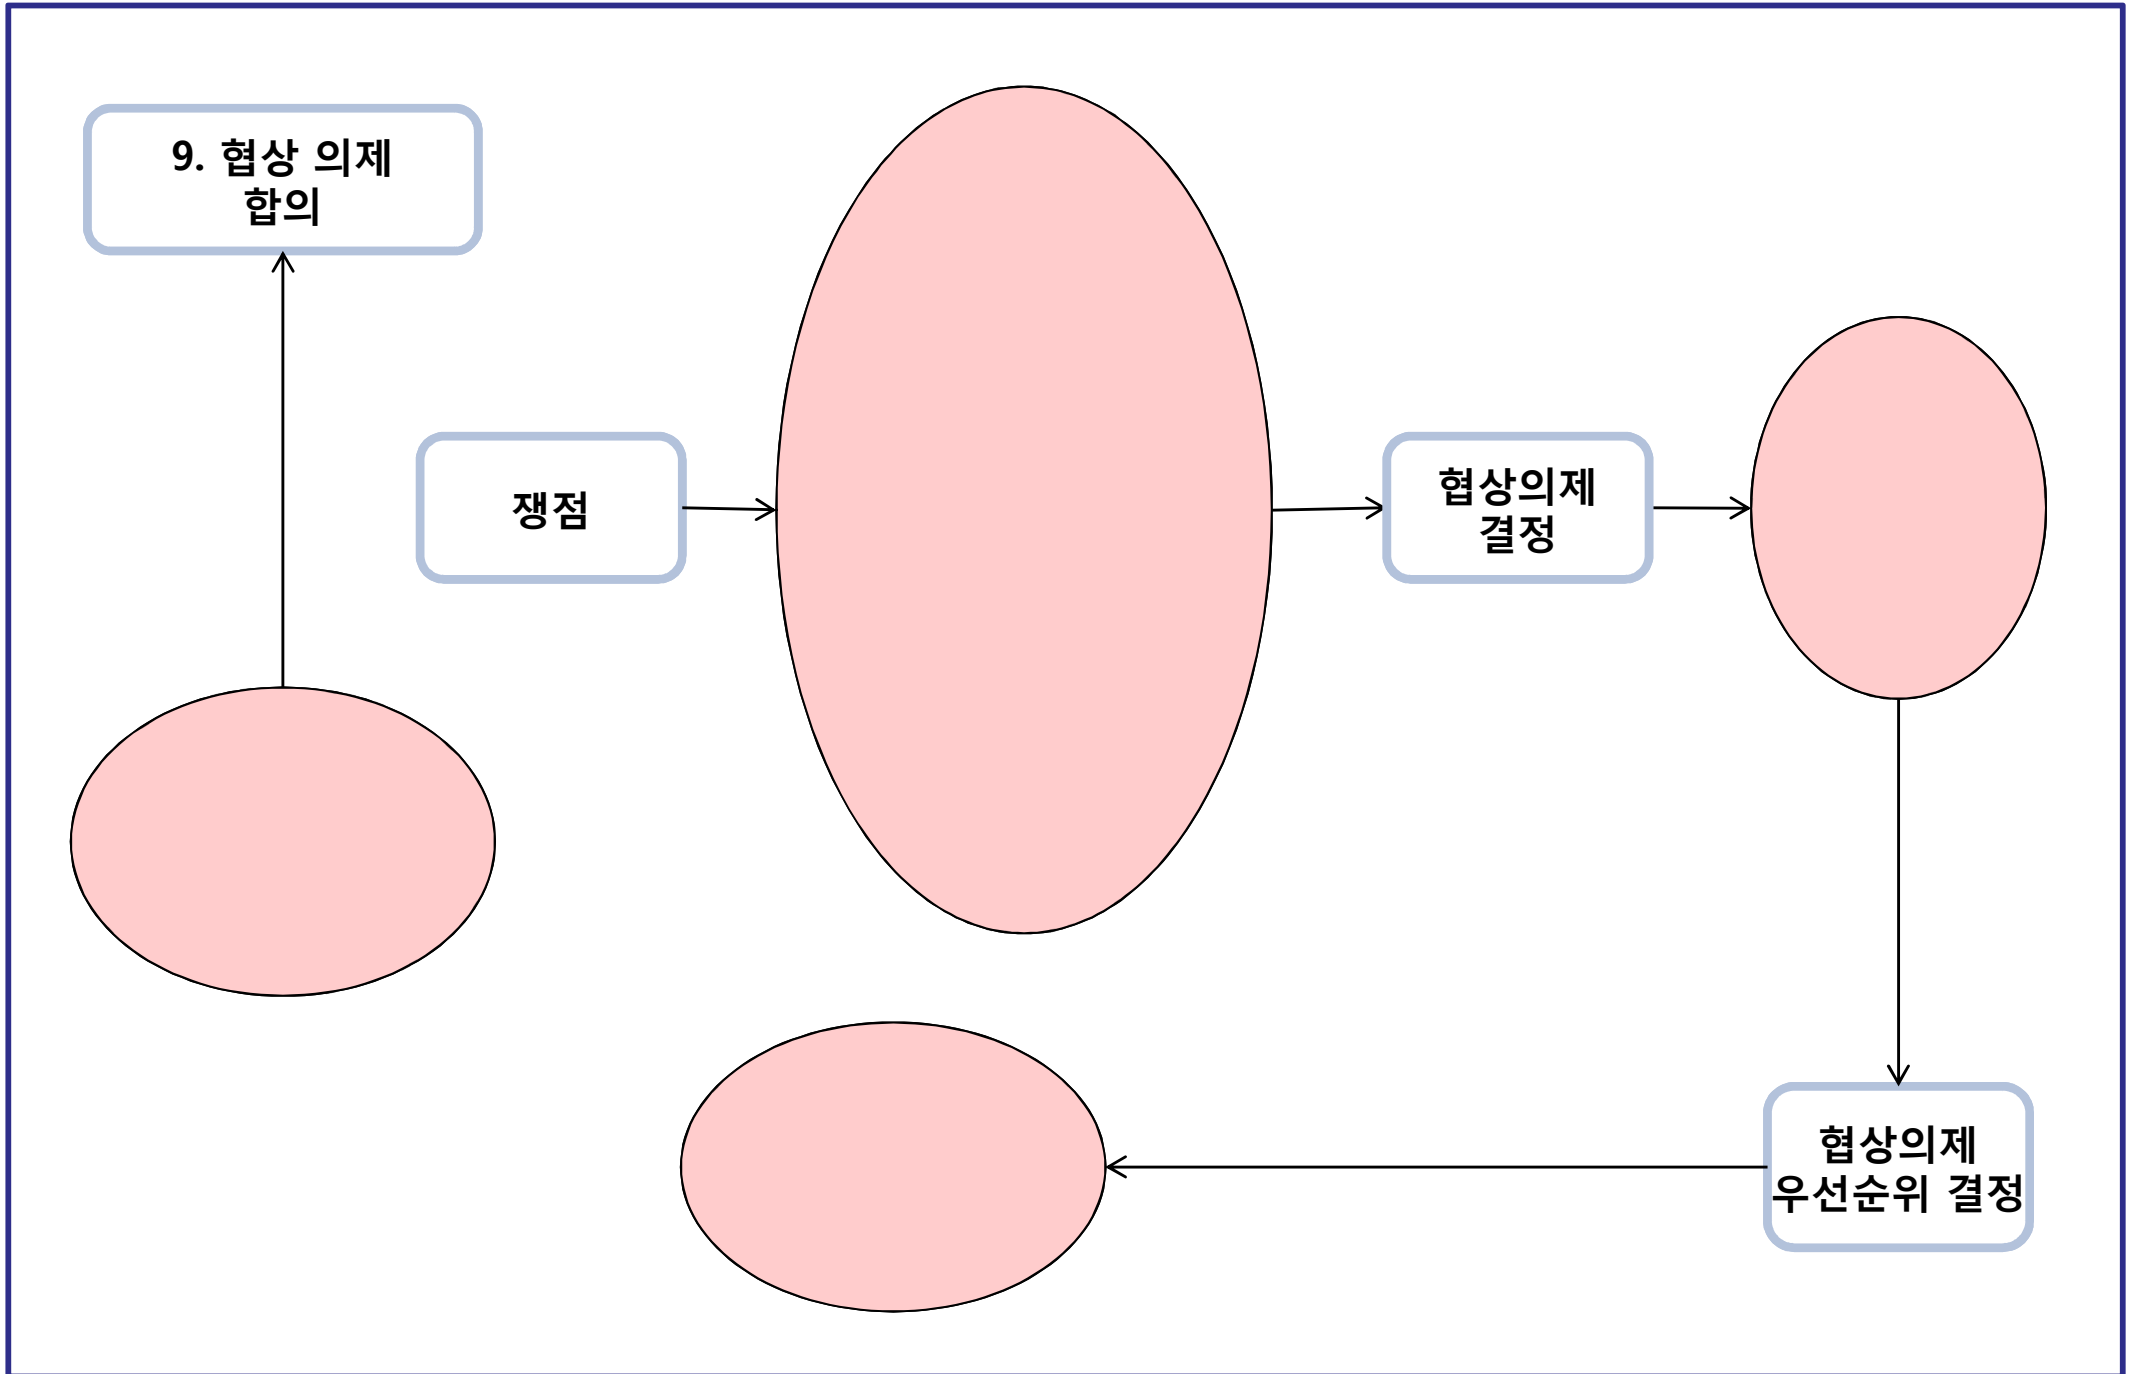 9. 협상 의제
합의
쟁점
협상의제
결정
협상의제
우선순위 결정